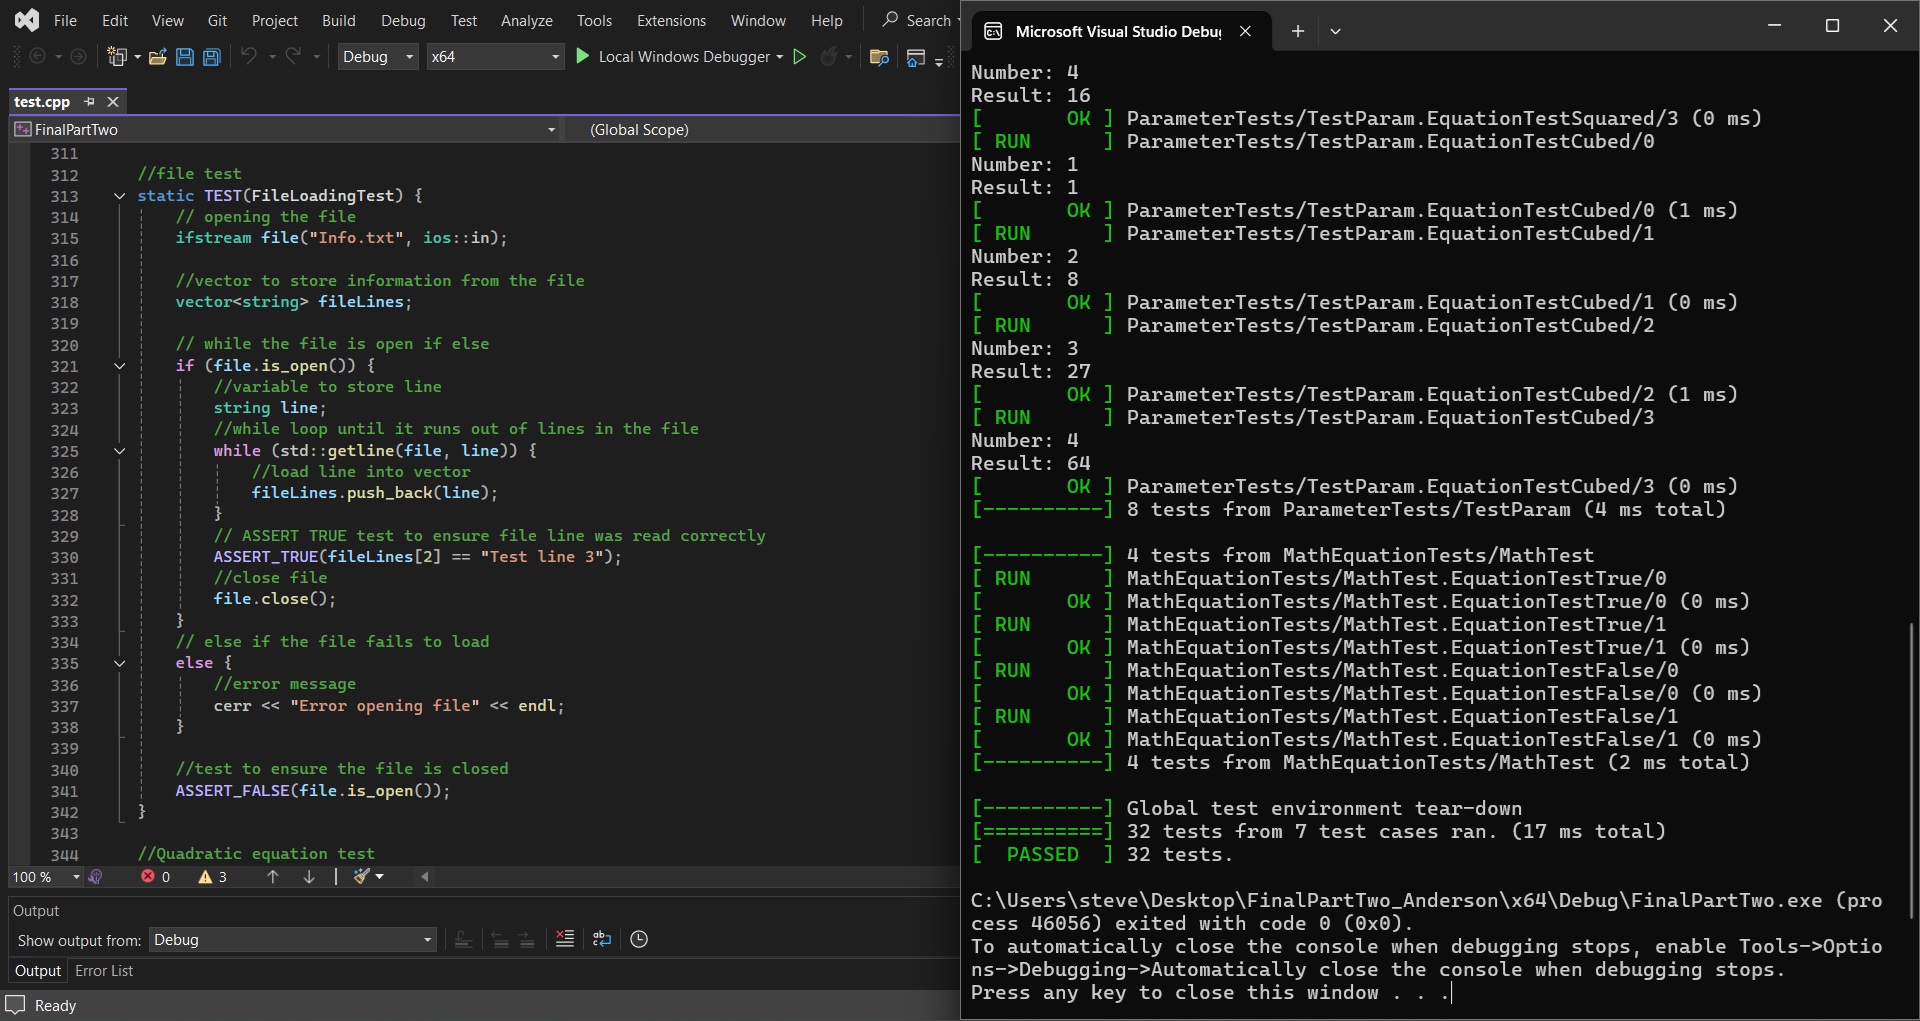 File Edit View Git Project Build Debug Test Analyze Tools Extensions Window Help Search
Debug x64 Local Windows Debugger
test.cpp
FinalPartTwo (Global Scope)
311
312 //file test
313 static TEST(FileLoadingTest) {
314 // opening the file
315 ifstream file("Info.txt", ios::in);
316
317 //vector to store information from the file
318 vector<string> fileLines;
319
320 // while the file is open if else
321 if (file.is_open()) {
322 //variable to store line
323 string line;
324 //while loop until it runs out of lines in the file
325 while (std::getline(file, line)) {
326 //load line into vector
327 fileLines.push_back(line);
328 }
329 // ASSERT TRUE test to ensure file line was read correctly
330 ASSERT_TRUE(fileLines[2] == "Test line 3");
331 //close file
332 file.close();
333 }
334 // else if the file fails to load
335 else {
336 //error message
337 cerr << "Error opening file" << endl;
338 }
339
340 //test to ensure the file is closed
341 ASSERT_FALSE(file.is_open());
342 }
343
344 //Quadratic equation test
100 % 0 3
Output
Show output from: Debug
Output Error List
Ready
Microsoft Visual Studio Debu
Number: 4
Result: 16
[       OK ] ParameterTests/TestParam.EquationTestSquared/3 (0 ms)
[ RUN      ] ParameterTests/TestParam.EquationTestCubed/0
Number: 1
Result: 1
[       OK ] ParameterTests/TestParam.EquationTestCubed/0 (1 ms)
[ RUN      ] ParameterTests/TestParam.EquationTestCubed/1
Number: 2
Result: 8
[       OK ] ParameterTests/TestParam.EquationTestCubed/1 (0 ms)
[ RUN      ] ParameterTests/TestParam.EquationTestCubed/2
Number: 3
Result: 27
[       OK ] ParameterTests/TestParam.EquationTestCubed/2 (1 ms)
[ RUN      ] ParameterTests/TestParam.EquationTestCubed/3
Number: 4
Result: 64
[       OK ] ParameterTests/TestParam.EquationTestCubed/3 (0 ms)
[----------] 8 tests from ParameterTests/TestParam (4 ms total)
[----------] 4 tests from MathEquationTests/MathTest
[ RUN      ] MathEquationTests/MathTest.EquationTestTrue/0
[       OK ] MathEquationTests/MathTest.EquationTestTrue/0 (0 ms)
[ RUN      ] MathEquationTests/MathTest.EquationTestTrue/1
[       OK ] MathEquationTests/MathTest.EquationTestTrue/1 (0 ms)
[ RUN      ] MathEquationTests/MathTest.EquationTestFalse/0
[       OK ] MathEquationTests/MathTest.EquationTestFalse/0 (0 ms)
[ RUN      ] MathEquationTests/MathTest.EquationTestFalse/1
[       OK ] MathEquationTests/MathTest.EquationTestFalse/1 (0 ms)
[----------] 4 tests from MathEquationTests/MathTest (2 ms total)
[----------] Global test environment tear-down
[==========] 32 tests from 7 test cases ran. (17 ms total)
[  PASSED  ] 32 tests.
C:\Users\steve\Desktop\FinalPartTwo_Anderson\x64\Debug\FinalPartTwo.exe (pro
cess 46056) exited with code 0 (0x0).
To automatically close the console when debugging stops, enable Tools->Optio
ns->Debugging->Automatically close the console when debugging stops.
Press any key to close this window . . .